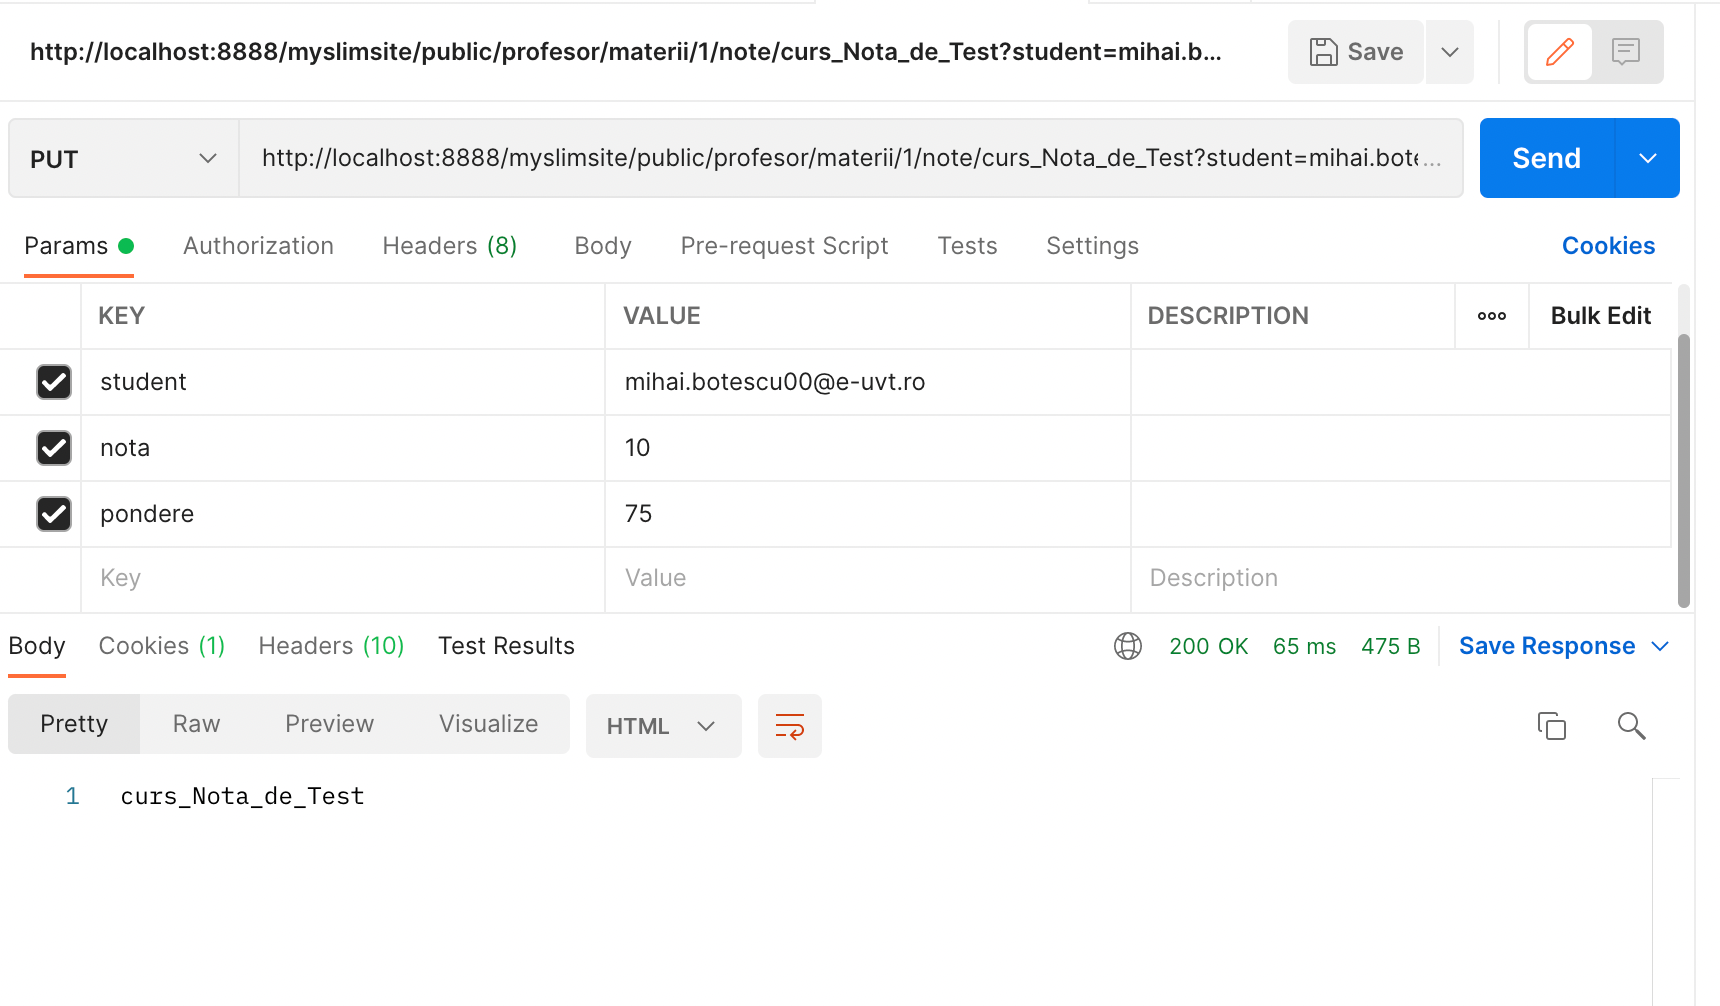 http://localhost:8888/myslimsite/public/profesor/materii/1/note/curs_Nota_de_Test?student=mihai.b...
Save
PUT
http://localhost:8888/myslimsite/public/profesor/materii/1/note/curs_Nota_de_Test?student=mihai.bote...
Send
Params Authorization Headers (8) Body Pre-request Script Tests Settings Cookies
KEY VALUE DESCRIPTION ooo Bulk Edit
student mihai.botescu00@e-uvt.ro
nota 10
pondere 75
Key Value Description
Body Cookies (1) Headers (10) Test Results 200 OK 65 ms 475 B Save Response
Pretty Raw Preview Visualize HTML
1 curs_Nota_de_Test